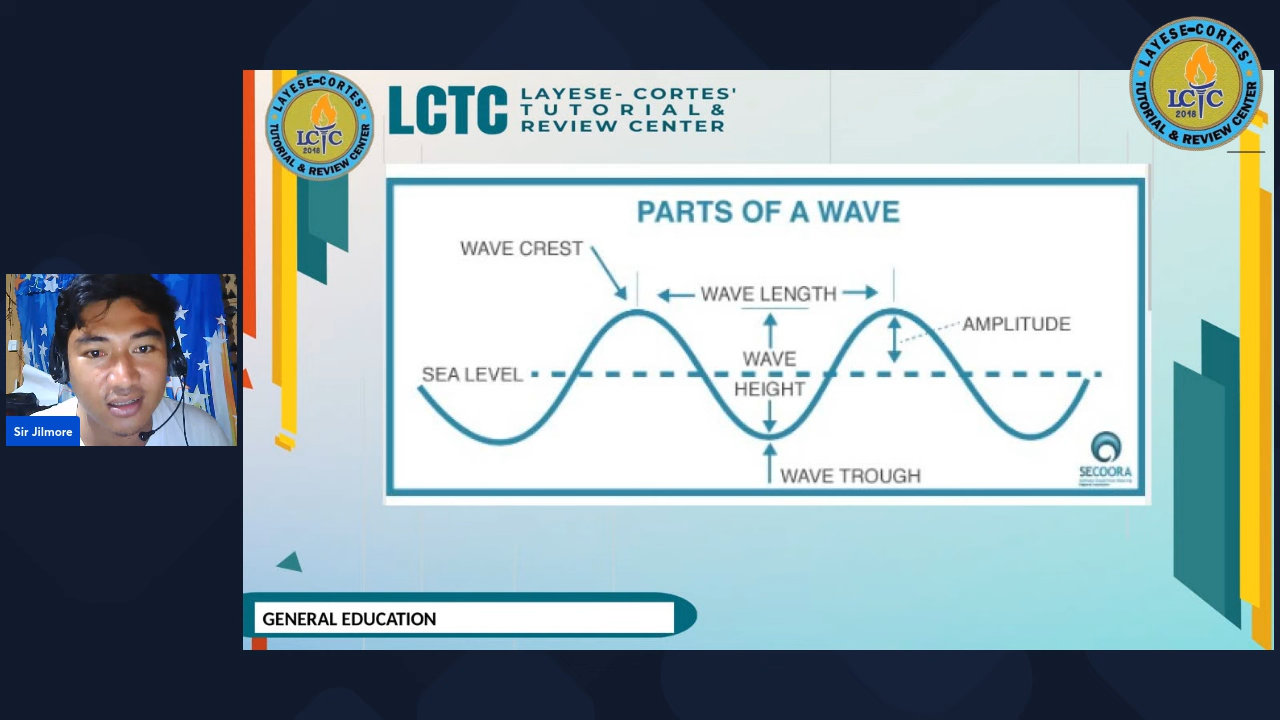 LAYESE-CORTES'
LCTC
2018
TUTORIAL & REVIEW CENTER
LCTC
LAYESE- CORTES'
TUTORIAL &
REVIEW CENTER
LAYESE-CORTES'
LCTC
2018
TUTORIAL & REVIEW CENTER
PARTS OF A WAVE
WAVE CREST
WAVE LENGTH
AMPLITUDE
WAVE
SEA LEVEL
HEIGHT
WAVE TROUGH
SECOORA
Sir Jilmore
GENERAL EDUCATION